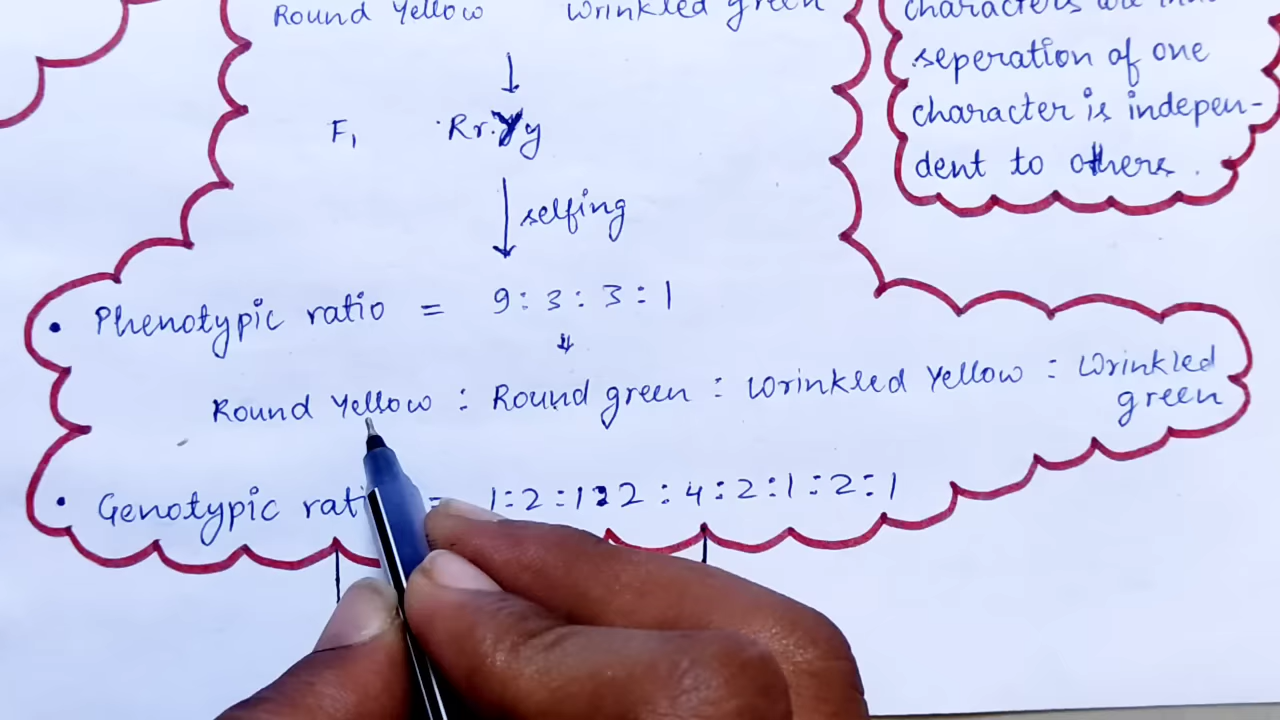 Round Yellow Wrinkled green
↓
F1 Rr.Yy
↓ selfing
• Phenotypic ratio = 9 : 3 : 3 : 1
↓
Round Yellow : Round green : Wrinkled Yellow : Wrinkled
green
• Genotypic = 1:2:1:2:4:2:1:2:1
characters are
seperation of one
character is indepen-
dent to others.